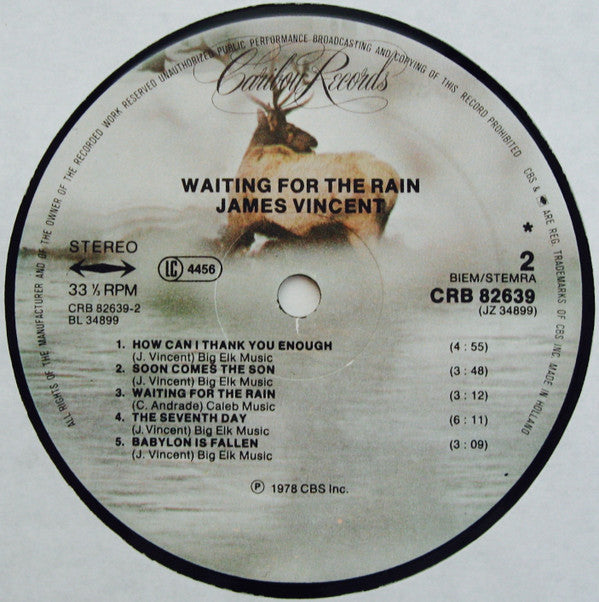 ALL RIGHTS OF THE MANUFACTURER AND OF THE OWNER OF THE RECORDED WORK RESERVED UNAUTHORIZED PUBLIC PERFORMANCE BROADCASTING AND COPYING OF THIS RECORD PROHIBITED CBS & ARE REG. TRADEMARKS OF CBS INC. MADE IN HOLLAND
Caribou Records
WAITING FOR THE RAIN
JAMES VINCENT
STEREO
33 ⅓ RPM
CRB 82639-2
BL 34899
LC 4456
*
2
BIEM/STEMRA
CRB 82639
(JZ 34899)
1. HOW CAN I THANK YOU ENOUGH (4 : 55)
(J. Vincent) Big Elk Music
2. SOON COMES THE SON (3 : 48)
(J. Vincent) Big Elk Music
3. WAITING FOR THE RAIN (3 : 12)
(C. Andrade) Caleb Music
4. THE SEVENTH DAY (6 : 11)
(J. Vincent) Big Elk Music
5. BABYLON IS FALLEN (3 : 09)
(J. Vincent) Big Elk Music
℗ 1978 CBS Inc.